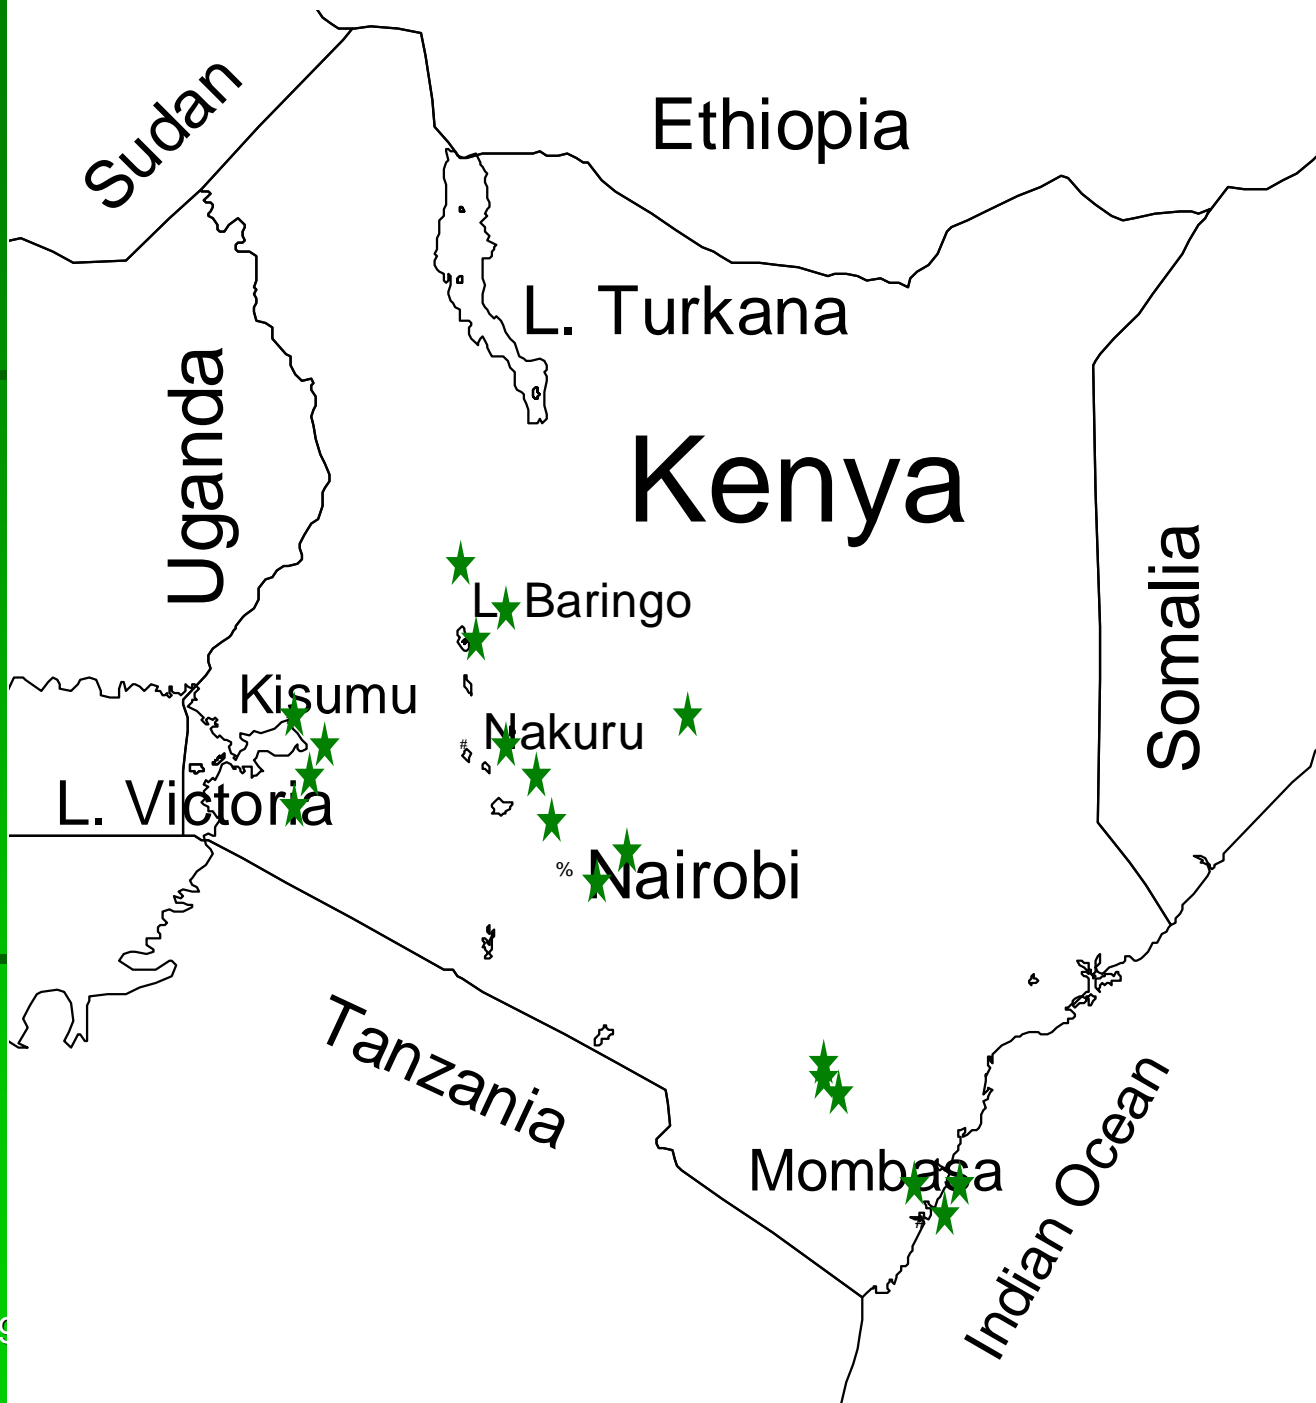 Sudan
Ethiopia
L. Turkana
Uganda
Kenya
Somalia
L. Baringo
Kisumu
# Nakuru
L. Victoria
% Nairobi
Tanzania
Mombasa
#
Indian Ocean